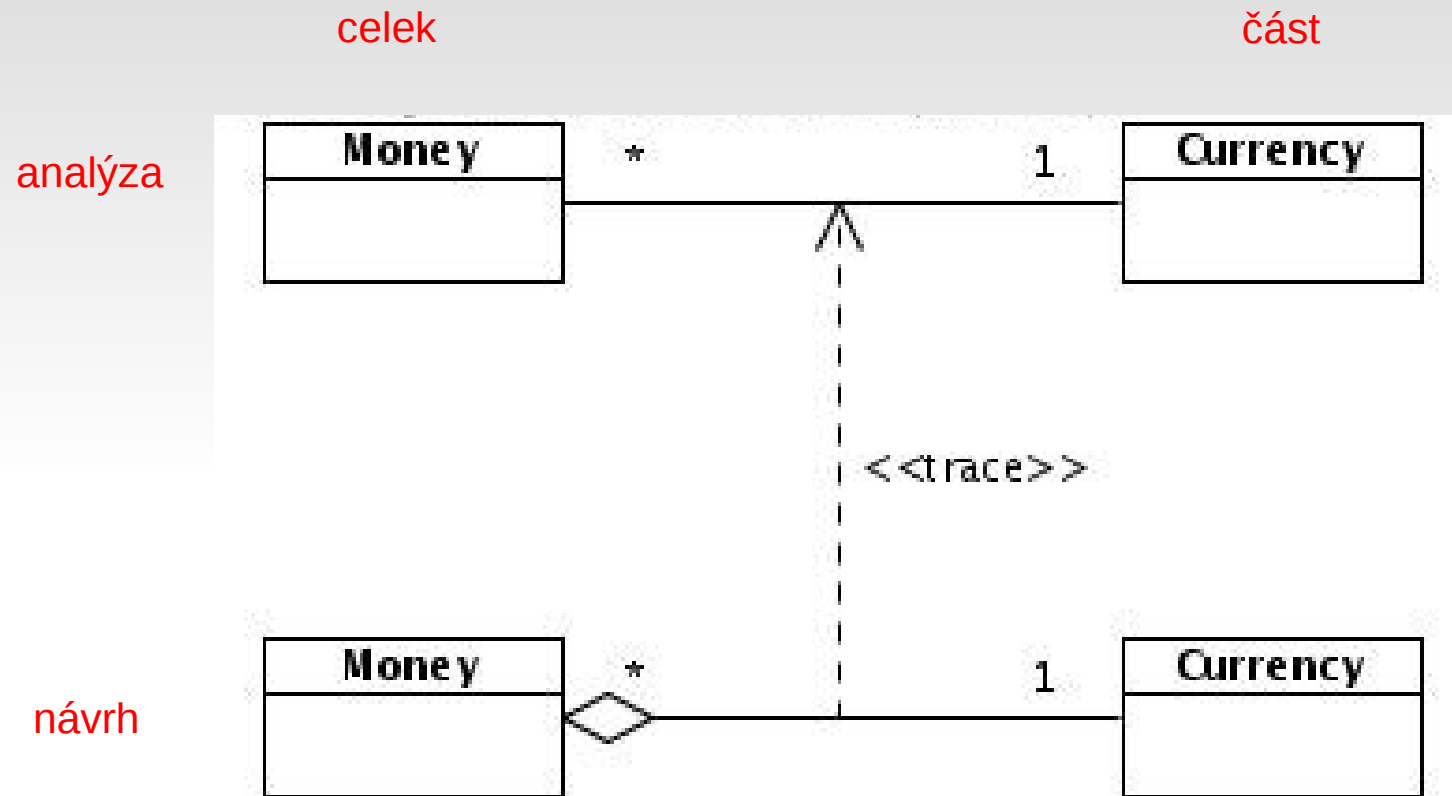 celek
část
analýza
Money
*
1
Currency
<<trace>>
návrh
Money
*
1
Currency